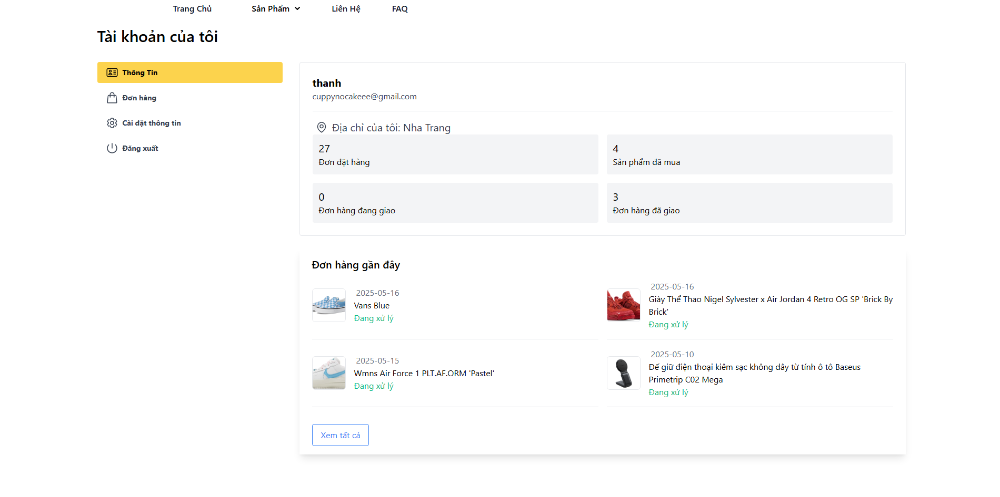 Trang Chủ Sản Phẩm Liên Hệ FAQ
Tài khoản của tôi
Thông Tin
Đơn hàng
Cài đặt thông tin
Đăng xuất
thanh
cuppynocakeee@gmail.com
Địa chỉ của tôi: Nha Trang
27
Đơn đặt hàng
4
Sản phẩm đã mua
0
Đơn hàng đang giao
3
Đơn hàng đã giao
Đơn hàng gần đây
2025-05-16
Vans Blue
Đang xử lý
2025-05-16
Giày Thể Thao Nigel Sylvester x Air Jordan 4 Retro OG SP 'Brick By
Brick'
Đang xử lý
2025-05-15
Wmns Air Force 1 PLT.AF.ORM 'Pastel'
Đang xử lý
2025-05-10
Đế giữ điện thoại kiêm sạc không dây từ tính ô tô Baseus
Primetrip C02 Mega
Đang xử lý
Xem tất cả